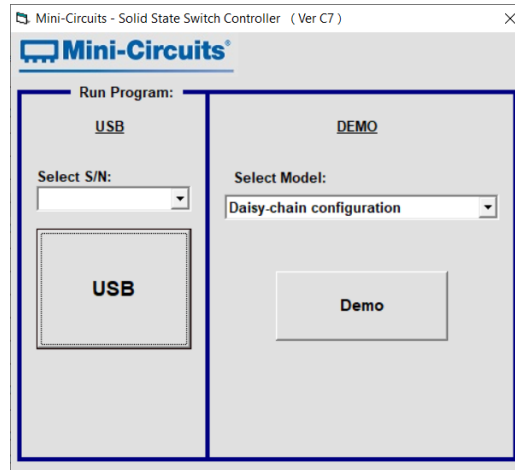 Mini-Circuits - Solid State Switch Controller ( Ver C7 )
Mini-Circuits®
Run Program:
USB
Select S/N:
USB
DEMO
Select Model:
Daisy-chain configuration
Demo